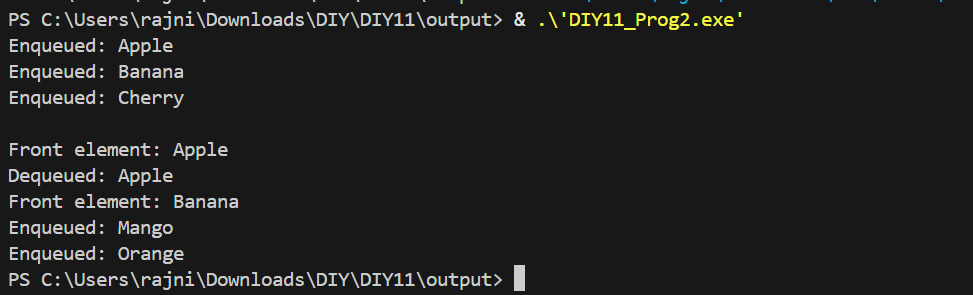 PS C:\Users\rajni\Downloads\DIY\DIY11\output> & .\'DIY11_Prog2.exe'
Enqueued: Apple
Enqueued: Banana
Enqueued: Cherry
Front element: Apple
Dequeued: Apple
Front element: Banana
Enqueued: Mango
Enqueued: Orange
PS C:\Users\rajni\Downloads\DIY\DIY11\output>